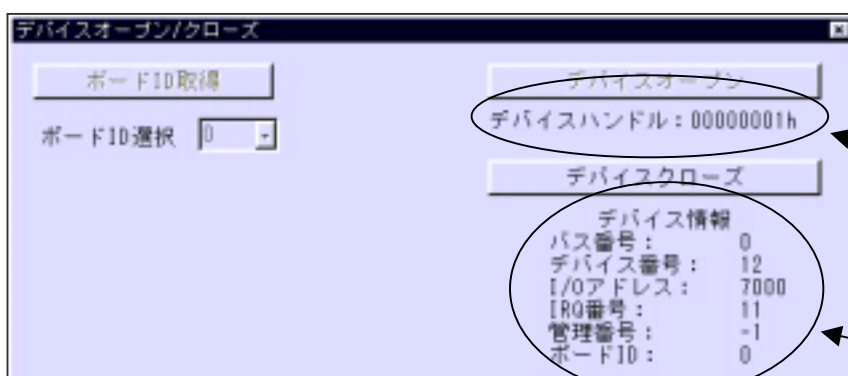 デバイスオープン/クローズ
ボードID取得
ボードID選択 0
デバイスオープン
デバイスハンドル：00000001h
デバイスクローズ
デバイス情報
バス番号： 0
デバイス番号： 12
I/Oアドレス： 7000
IRQ番号： 11
管理番号： -1
ボードID： 0